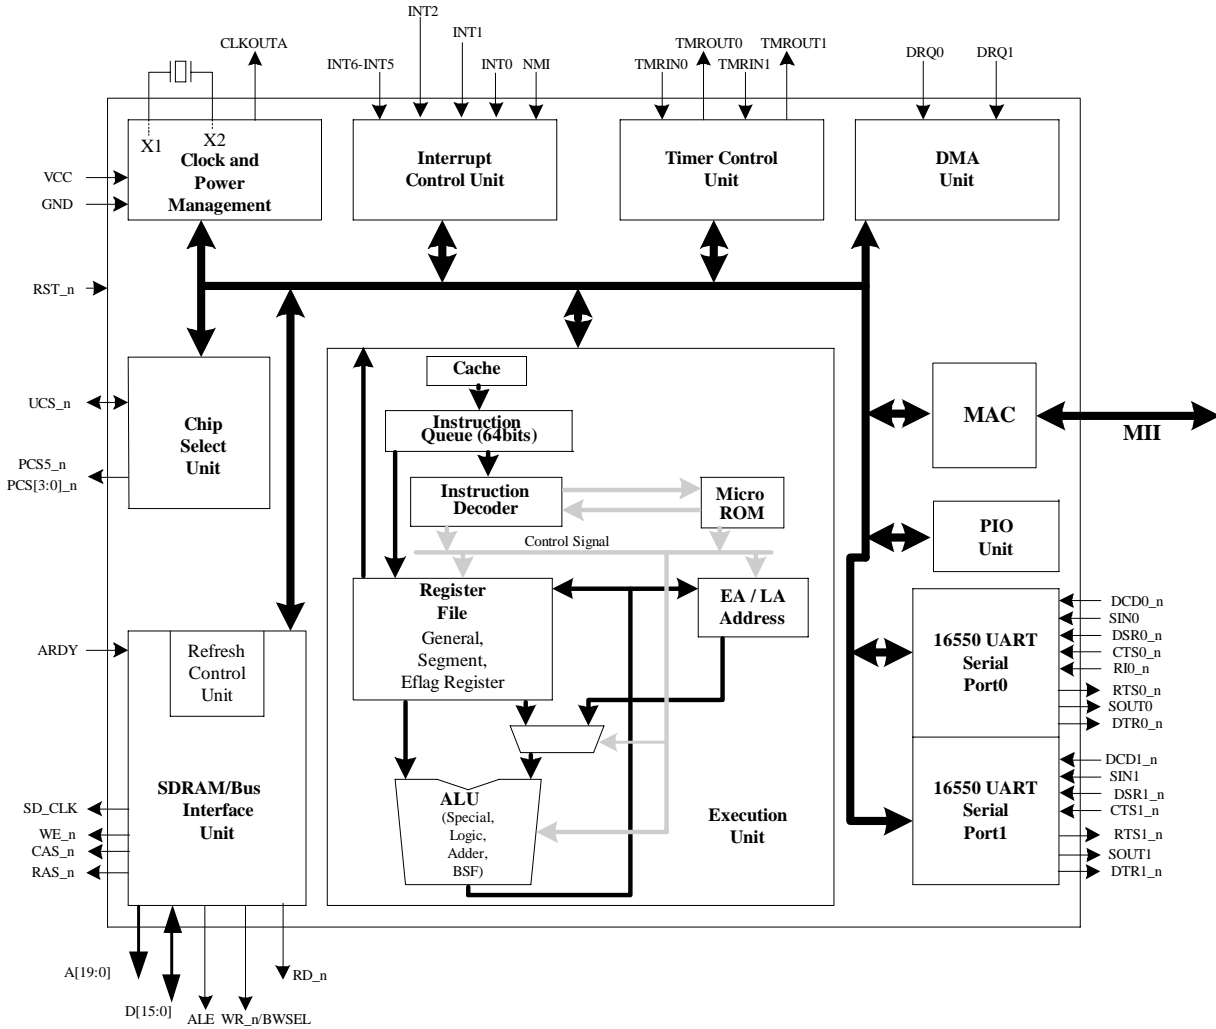 INT2
INT1
CLKOUTA
TMROUT0
TMROUT1
INT6-INT5
INT0
NMI
TMRIN0
TMRIN1
DRQ0
DRQ1
X1
X2
Clock and
Power
Management
Interrupt
Control Unit
Timer Control
Unit
DMA
Unit
VCC
GND
RST_n
Cache
Instruction
Queue (64bits)
Instruction
Decoder
Micro
ROM
Control Signal
UCS_n
PCS5_n
PCS[3:0]_n
Chip
Select
Unit
MAC
MII
PIO
Unit
Register
File
General,
Segment,
Eflag Register
EA / LA
Address
ARDY
Refresh
Control
Unit
SDRAM/Bus
Interface
Unit
SD_CLK
WE_n
CAS_n
RAS_n
ALU
(Special,
Logic,
Adder,
BSF)
Execution
Unit
16550 UART
Serial
Port0
DCD0_n
SIN0
DSR0_n
CTS0_n
RI0_n
RTS0_n
SOUT0
DTR0_n
16550 UART
Serial
Port1
DCD1_n
SIN1
DSR1_n
CTS1_n
RTS1_n
SOUT1
DTR1_n
A[19:0]
D[15:0]
ALE
WR_n/BWSEL
RD_n